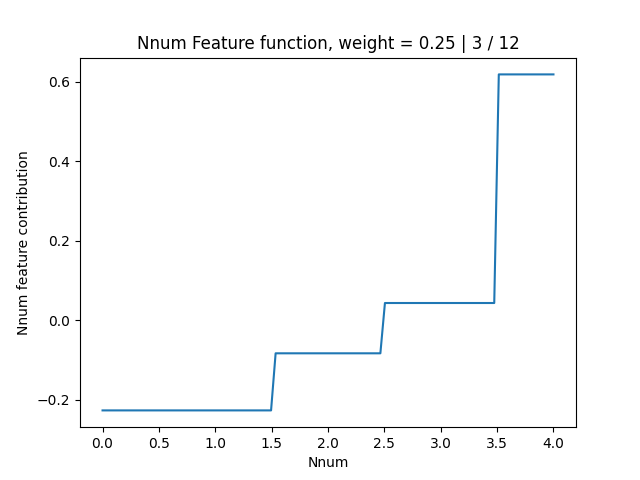 Nnum Feature function, weight = 0.25 | 3 / 12
Nnum feature contribution
0.6
0.4
0.2
0.0
−0.2
0.0 0.5 1.0 1.5 2.0 2.5 3.0 3.5 4.0
Nnum